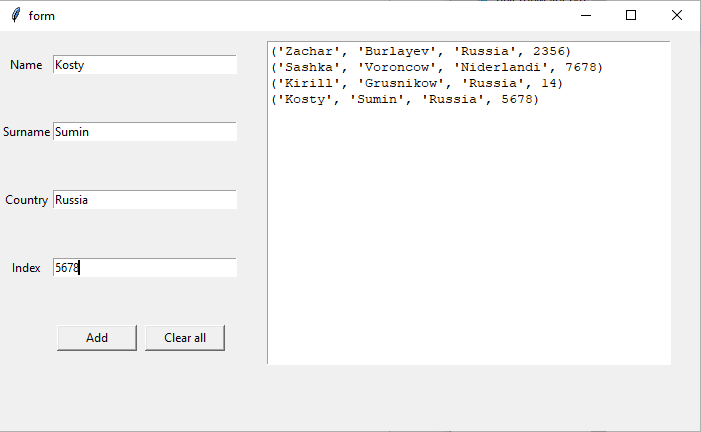 form
Name Kosty
Surname Sumin
Country Russia
Index 5678
Add Clear all
('Zachar', 'Burlayev', 'Russia', 2356)
('Sashka', 'Voroncow', 'Niderlandi', 7678)
('Kirill', 'Grusnikow', 'Russia', 14)
('Kosty', 'Sumin', 'Russia', 5678)